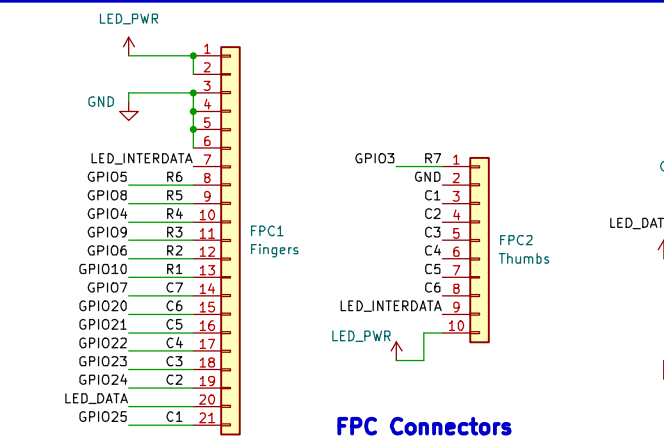 LED_PWR
1
2
3
GND
4
5
6
LED_INTERDATA 7
GPIO5 R6 8
GPIO8 R5 9
GPIO4 R4 10
GPIO9 R3 11
GPIO6 R2 12
GPIO10 R1 13
GPIO7 C7 14
GPIO20 C6 15
GPIO21 C5 16
GPIO22 C4 17
GPIO23 C3 18
GPIO24 C2 19
LED_DATA 20
GPIO25 C1 21
FPC1
Fingers
GPIO3 R7 1
GND 2
C1 3
C2 4
C3 5
C4 6
C5 7
C6 8
LED_INTERDATA 9
LED_PWR 10
FPC2
Thumbs
LED_DAT
FPC Connectors